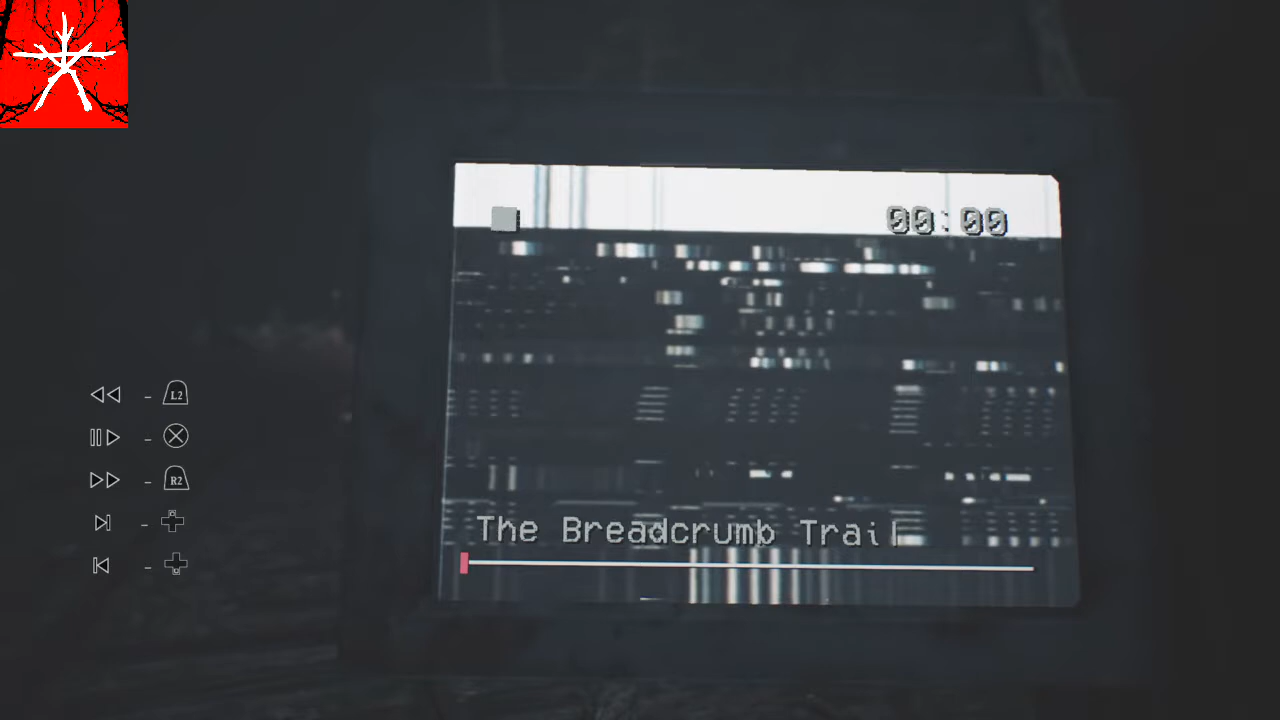 00:00
- L2
-
- R2
-
-
The Breadcrumb Trail